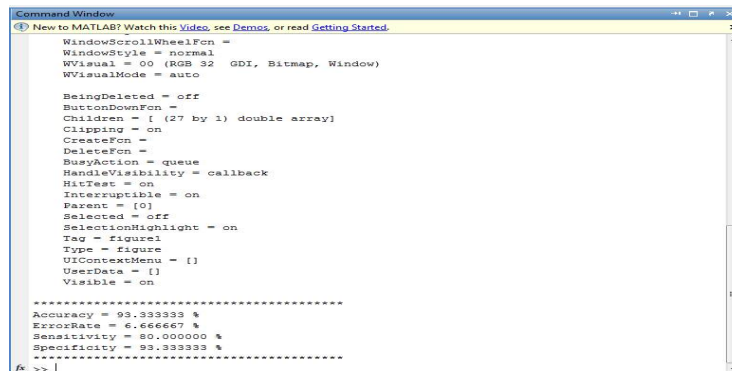 Command Window
New to MATLAB? Watch this Video, see Demos, or read Getting Started.
WindowScrollWheelFcn =
WindowStyle = normal
WVisual = 00 (RGB 32 GDI, Bitmap, Window)
WVisualMode = auto
BeingDeleted = off
ButtonDownFcn =
Children = [ (27 by 1) double array]
Clipping = on
CreateFcn =
DeleteFcn =
BusyAction = queue
HandleVisibility = callback
HitTest = on
Interruptible = on
Parent = [0]
Selected = off
SelectionHighlight = on
Tag = figure1
Type = figure
UIContextMenu = []
UserData = []
Visible = on
******************************************
Accuracy = 93.333333 %
ErrorRate = 6.666667 %
Sensitivity = 80.000000 %
Specificity = 93.333333 %
******************************************
fx >>